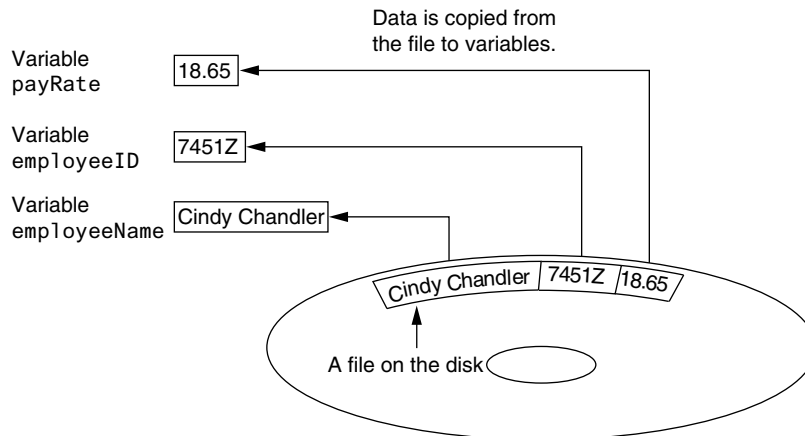 Data is copied from
the file to variables.
Variable
payRate
18.65
Variable
employeeID
7451Z
Variable
employeeName
Cindy Chandler
Cindy Chandler 7451Z 18.65
A file on the disk